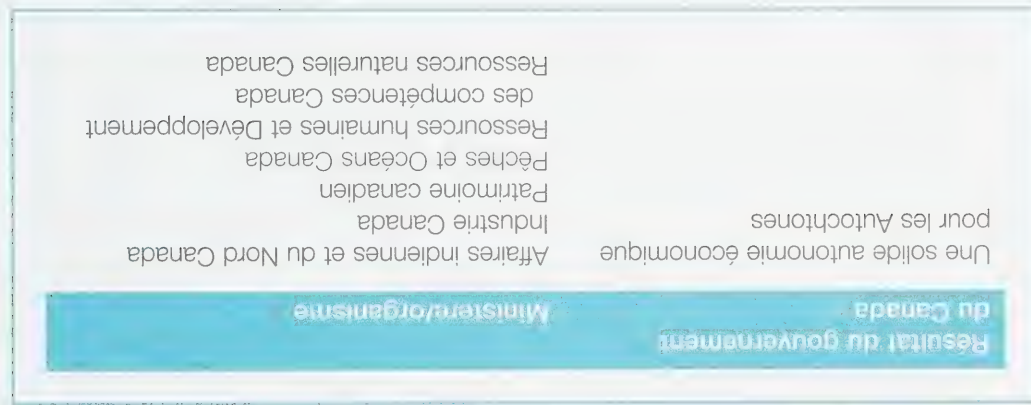 Résultat du gouvernement
du Canada
Ministère/organisme
Une solide autonomie économique
pour les Autochtones
Affaires indiennes et du Nord Canada
Industrie Canada
Patrimoine canadien
Pêches et Océans Canada
Ressources humaines et Développement
des compétences Canada
Ressources naturelles Canada